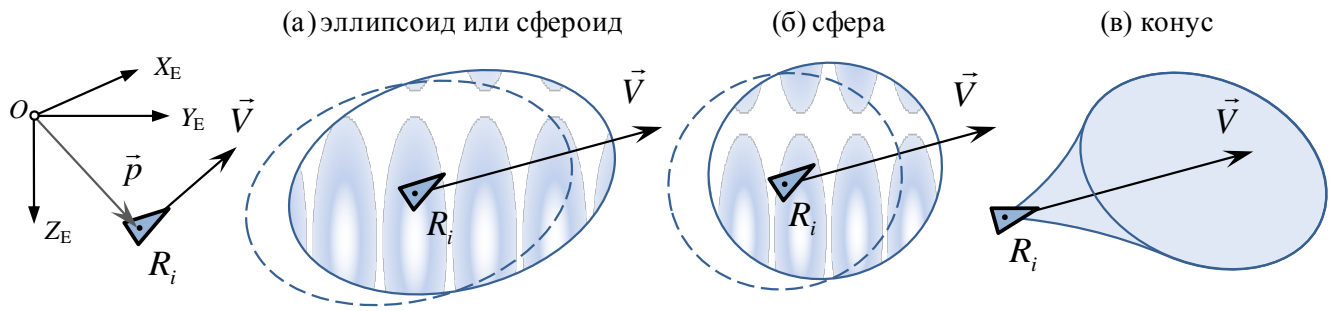 (а) эллипсоид или сфероид
(б) сфера
(в) конус
X_E
O
Y_E
V⃗
p⃗
Z_E
R_i
V⃗
R_i
V⃗
R_i
V⃗
R_i